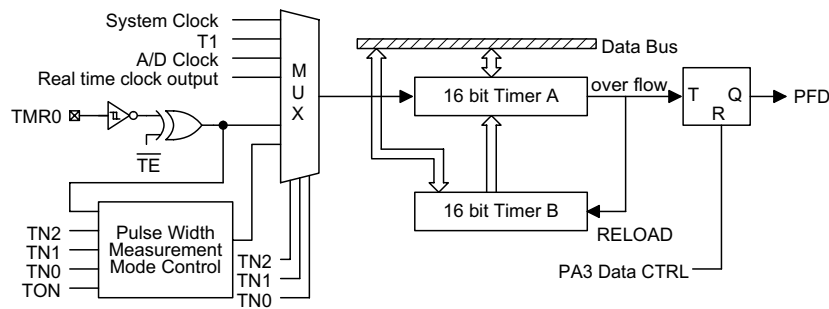 System Clock
T1
A/D Clock
Real time clock output
TMR0
TE
MUX
Data Bus
16 bit Timer A
over flow
T
Q
R
PFD
16 bit Timer B
RELOAD
PA3 Data CTRL
Pulse Width
Measurement
Mode Control
TN2
TN1
TN0
TON
TN2
TN1
TN0